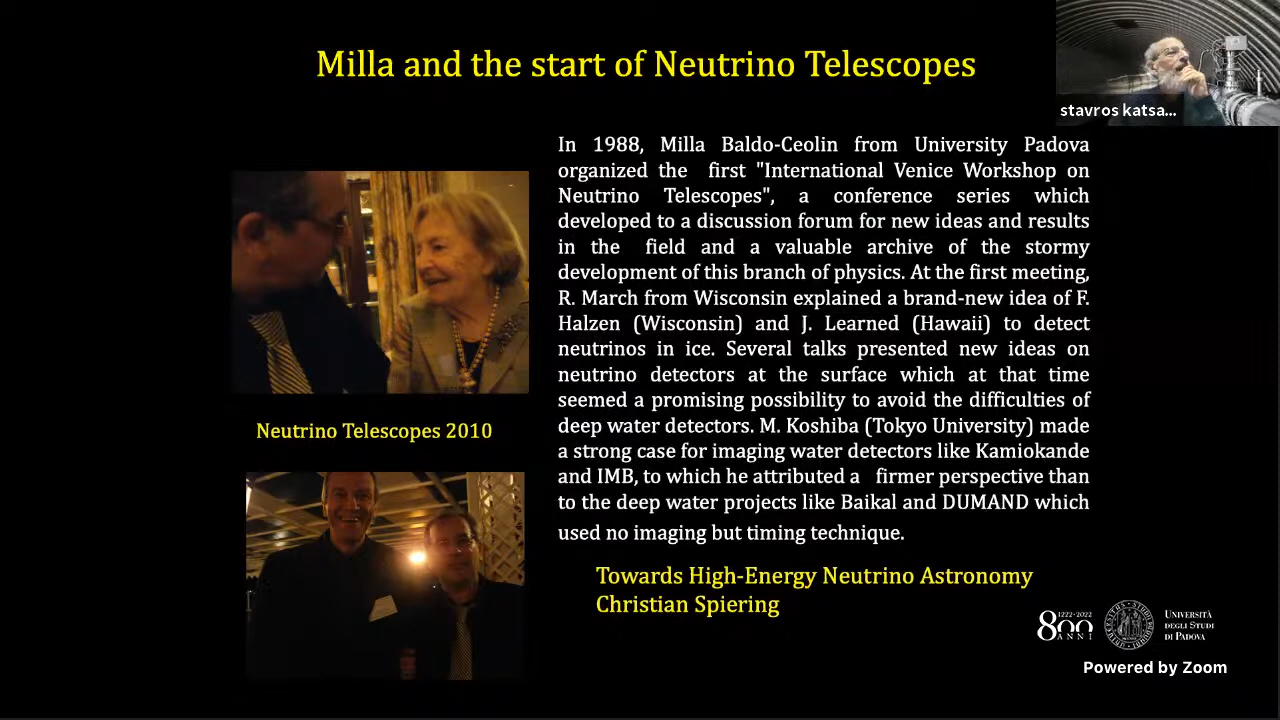 Milla and the start of Neutrino Telescopes
stavros katsa...
In 1988, Milla Baldo-Ceolin from University Padova
organized the first "International Venice Workshop on
Neutrino Telescopes", a conference series which
developed to a discussion forum for new ideas and results
in the field and a valuable archive of the stormy
development of this branch of physics. At the first meeting,
R. March from Wisconsin explained a brand-new idea of F.
Halzen (Wisconsin) and J. Learned (Hawaii) to detect
neutrinos in ice. Several talks presented new ideas on
neutrino detectors at the surface which at that time
seemed a promising possibility to avoid the difficulties of
deep water detectors. M. Koshiba (Tokyo University) made
a strong case for imaging water detectors like Kamiokande
and IMB, to which he attributed a firmer perspective than
to the deep water projects like Baikal and DUMAND which
used no imaging but timing technique.
Neutrino Telescopes 2010
Towards High-Energy Neutrino Astronomy
Christian Spiering
1222·2022
800
ANNI
UNIVERSITÀ
DEGLI STUDI
DI PADOVA
Powered by Zoom